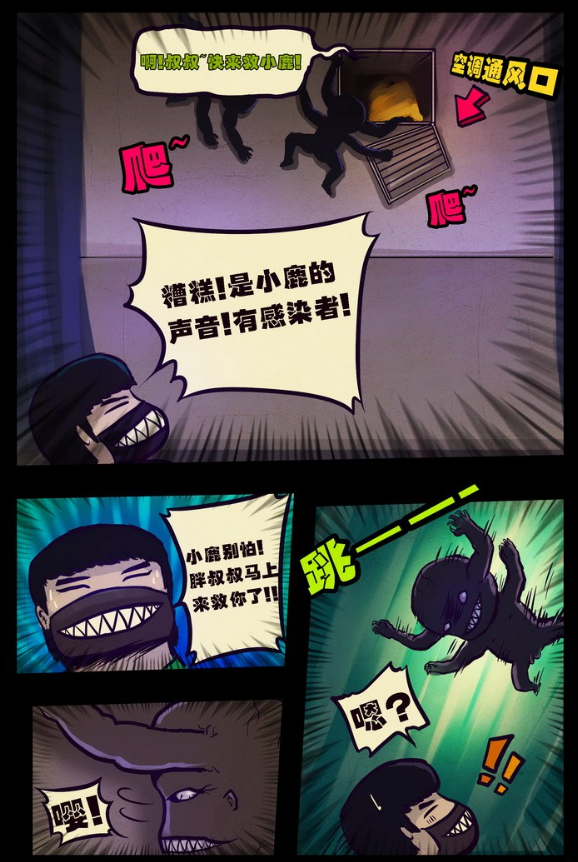 啊!叔叔~快来救小鹿!
空调通风口
爬~
爬~
糟糕!是小鹿的
声音!有感染者!
小鹿别怕!
胖叔叔马上
来救你了!!
跳———
嗯?
!!
嘤!